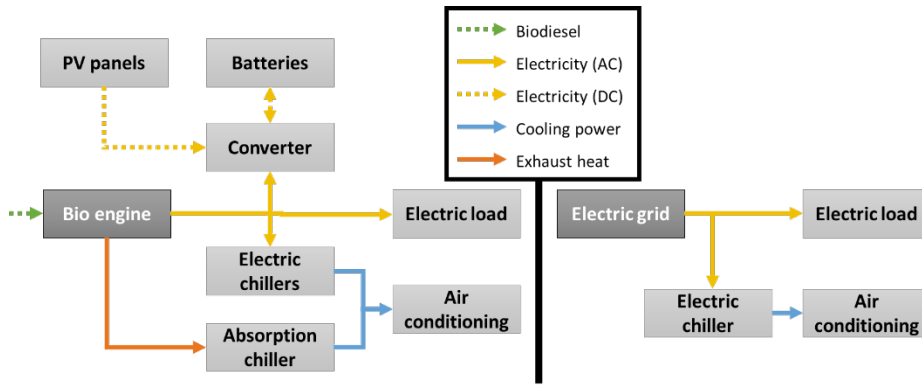 PV panels
Batteries
Converter
Bio engine
Electric load
Electric
chillers
Air
conditioning
Absorption
chiller
Biodiesel
Electricity (AC)
Electricity (DC)
Cooling power
Exhaust heat
Electric grid
Electric load
Electric
chiller
Air
conditioning